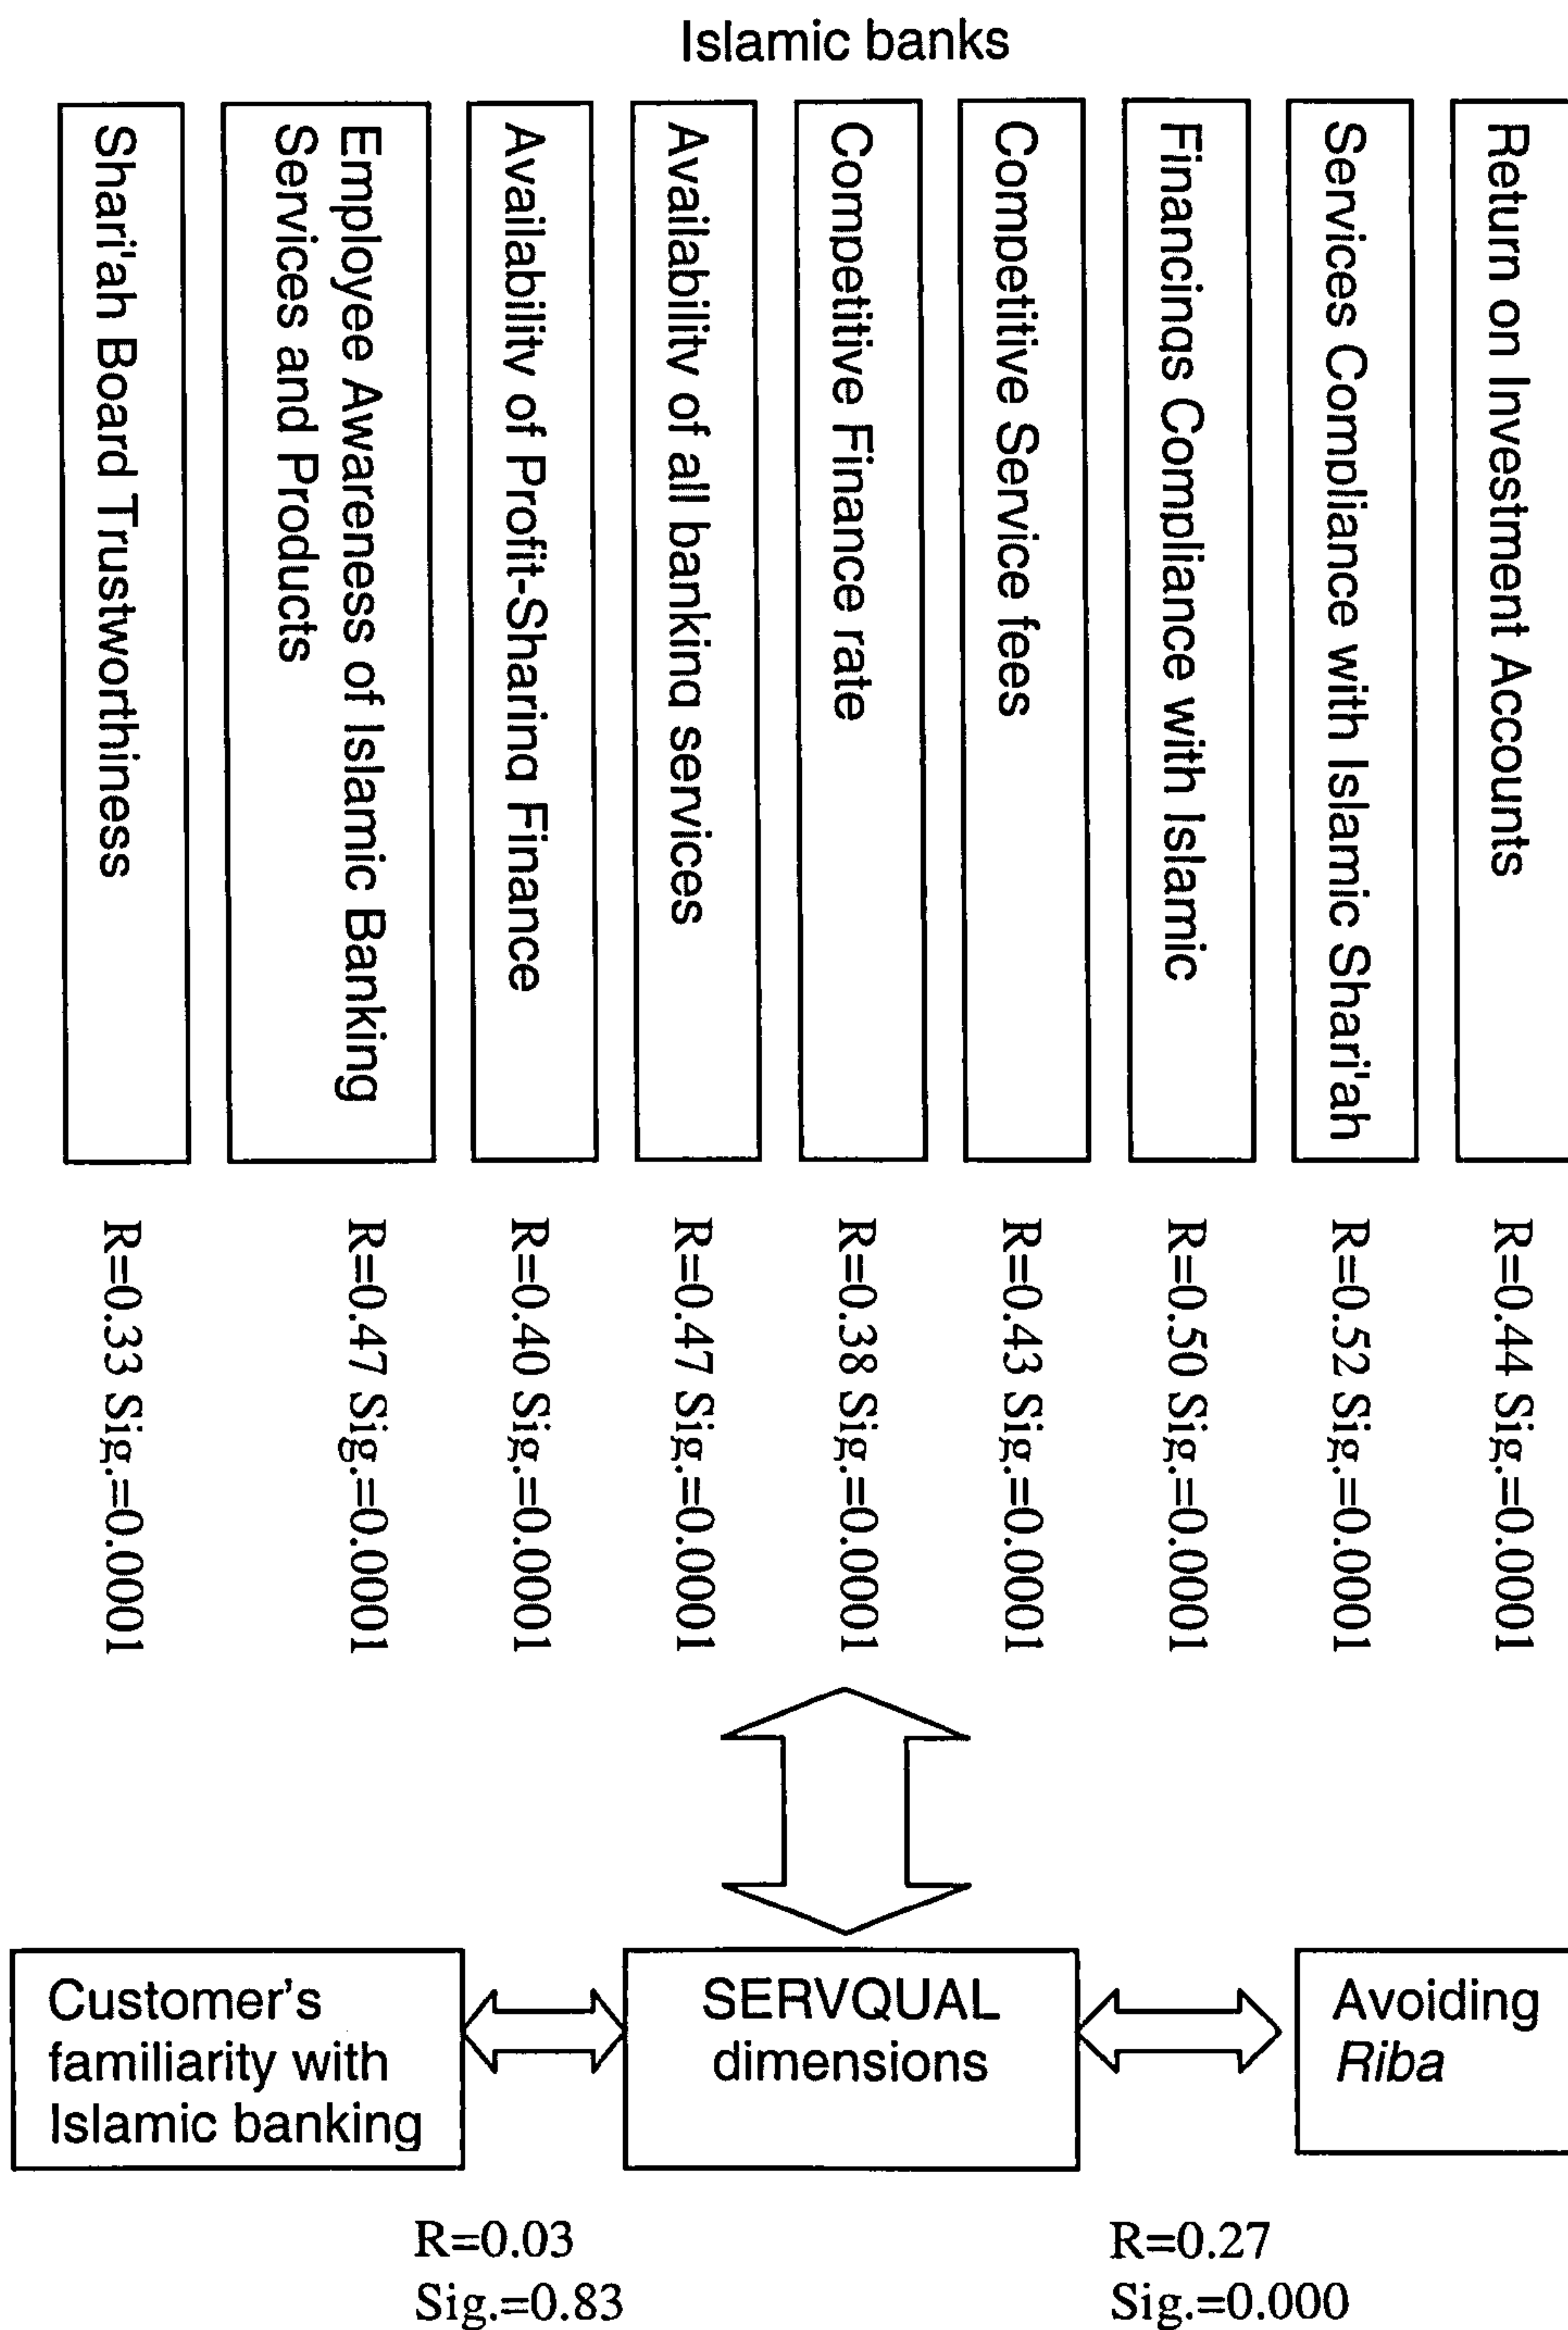 Islamic banks
Shari'ah Board Trustworthiness
Employee Awareness of Islamic Banking
Services and Products
Availability of Profit-Sharing Finance
Availability of all banking services
Competitive Finance rate
Competitive Service fees
Financings Compliance with Islamic
Services Compliance with Islamic Shari'ah
Return on Investment Accounts
R=0.33 Sig.=0.0001
R=0.47 Sig.=0.0001
R=0.40 Sig.=0.0001
R=0.47 Sig.=0.0001
R=0.38 Sig.=0.0001
R=0.43 Sig.=0.0001
R=0.50 Sig.=0.0001
R=0.52 Sig.=0.0001
R=0.44 Sig.=0.0001
Customer's
familiarity with
Islamic banking
SERVQUAL
dimensions
Avoiding
Riba
R=0.03
Sig.=0.83
R=0.27
Sig.=0.000